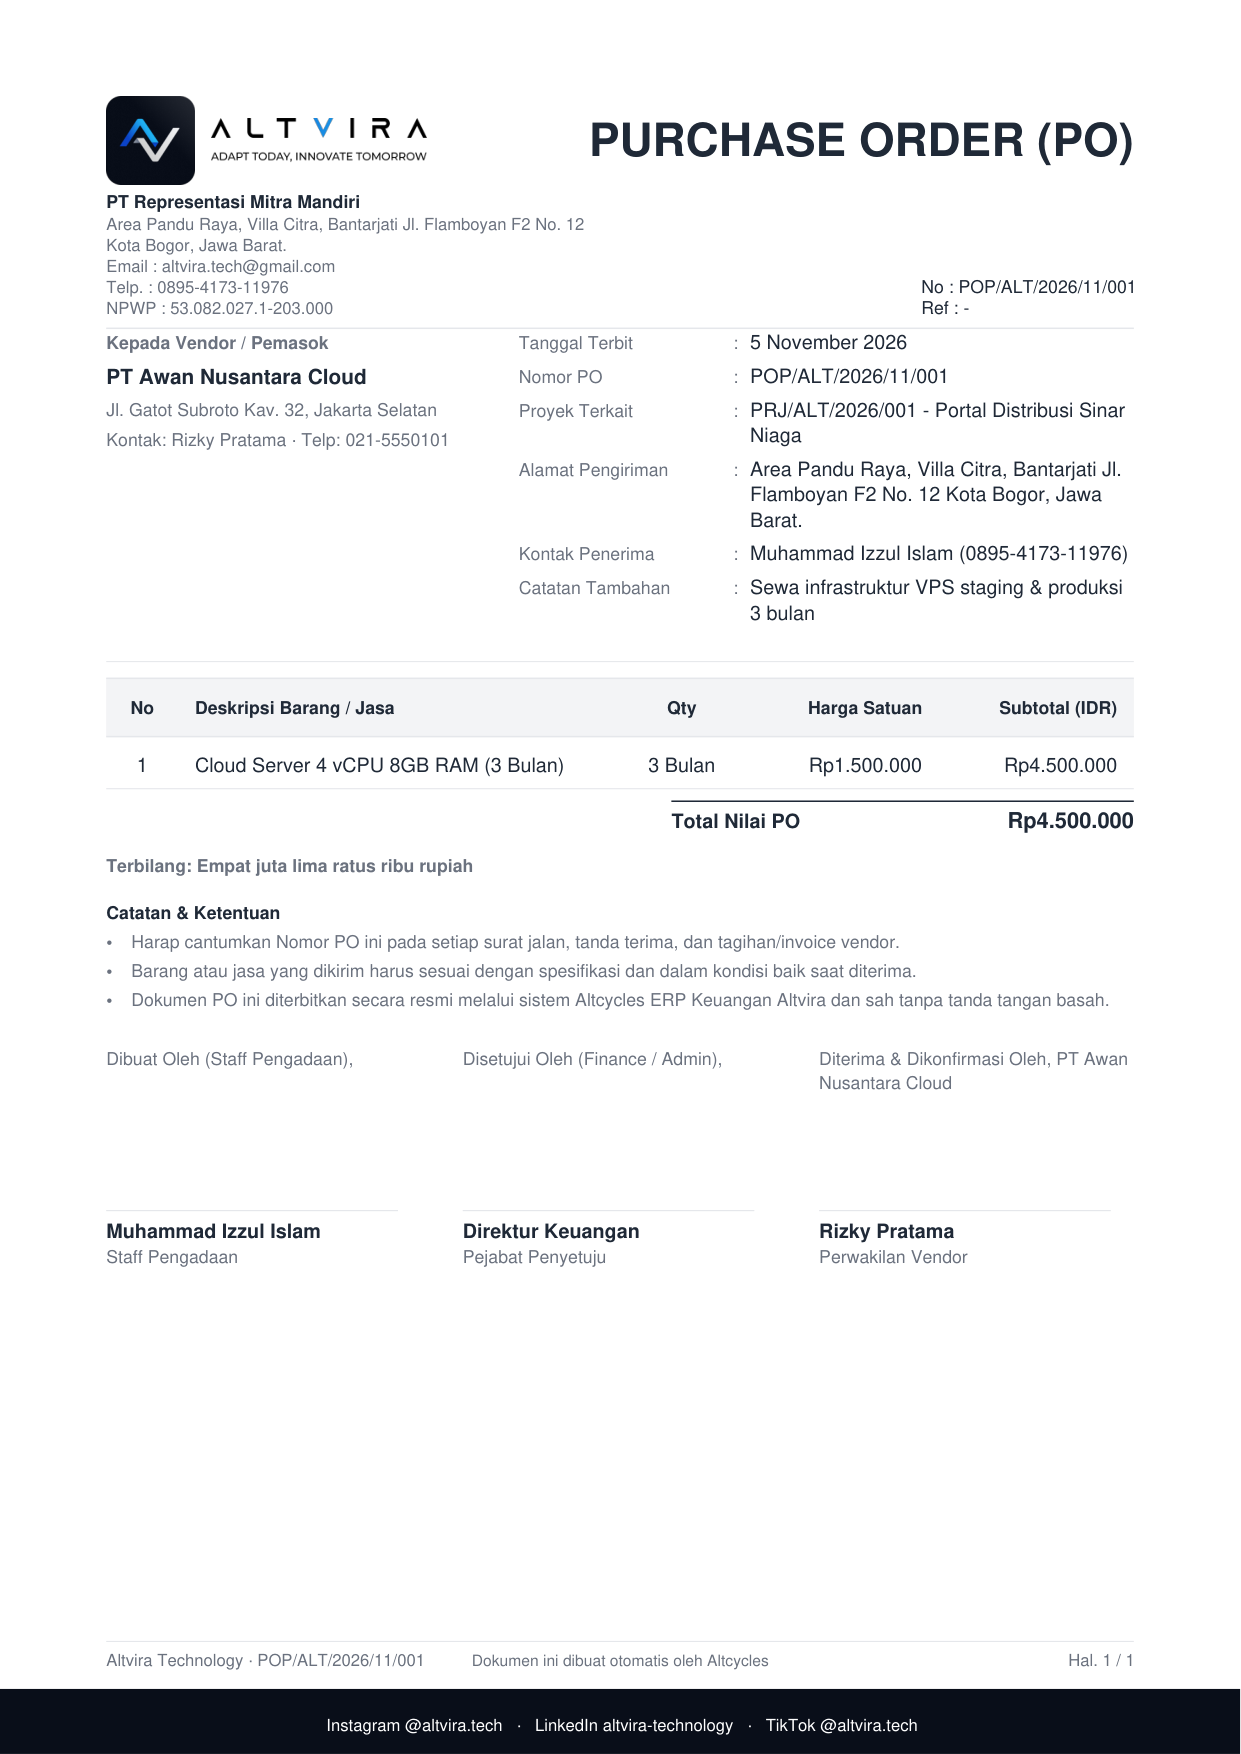 ALTVIRA
ADAPT TODAY, INNOVATE TOMORROW
PURCHASE ORDER (PO)
PT Representasi Mitra Mandiri
Area Pandu Raya, Villa Citra, Bantarjati Jl. Flamboyan F2 No. 12
Kota Bogor, Jawa Barat.
Email : altvira.tech@gmail.com
Telp. : 0895-4173-11976
NPWP : 53.082.027.1-203.000
No : POP/ALT/2026/11/001
Ref : -
Kepada Vendor / Pemasok
PT Awan Nusantara Cloud
Jl. Gatot Subroto Kav. 32, Jakarta Selatan
Kontak: Rizky Pratama · Telp: 021-5550101
Tanggal Terbit : 5 November 2026
Nomor PO : POP/ALT/2026/11/001
Proyek Terkait : PRJ/ALT/2026/001 - Portal Distribusi Sinar
Niaga
Alamat Pengiriman : Area Pandu Raya, Villa Citra, Bantarjati Jl.
Flamboyan F2 No. 12 Kota Bogor, Jawa
Barat.
Kontak Penerima : Muhammad Izzul Islam (0895-4173-11976)
Catatan Tambahan : Sewa infrastruktur VPS staging & produksi
3 bulan
No Deskripsi Barang / Jasa Qty Harga Satuan Subtotal (IDR)
1 Cloud Server 4 vCPU 8GB RAM (3 Bulan) 3 Bulan Rp1.500.000 Rp4.500.000
Total Nilai PO Rp4.500.000
Terbilang: Empat juta lima ratus ribu rupiah
Catatan & Ketentuan
• Harap cantumkan Nomor PO ini pada setiap surat jalan, tanda terima, dan tagihan/invoice vendor.
• Barang atau jasa yang dikirim harus sesuai dengan spesifikasi dan dalam kondisi baik saat diterima.
• Dokumen PO ini diterbitkan secara resmi melalui sistem Altcycles ERP Keuangan Altvira dan sah tanpa tanda tangan basah.
Dibuat Oleh (Staff Pengadaan),
Disetujui Oleh (Finance / Admin),
Diterima & Dikonfirmasi Oleh, PT Awan
Nusantara Cloud
Muhammad Izzul Islam
Staff Pengadaan
Direktur Keuangan
Pejabat Penyetuju
Rizky Pratama
Perwakilan Vendor
Altvira Technology · POP/ALT/2026/11/001 Dokumen ini dibuat otomatis oleh Altcycles Hal. 1 / 1
Instagram @altvira.tech · LinkedIn altvira-technology · TikTok @altvira.tech